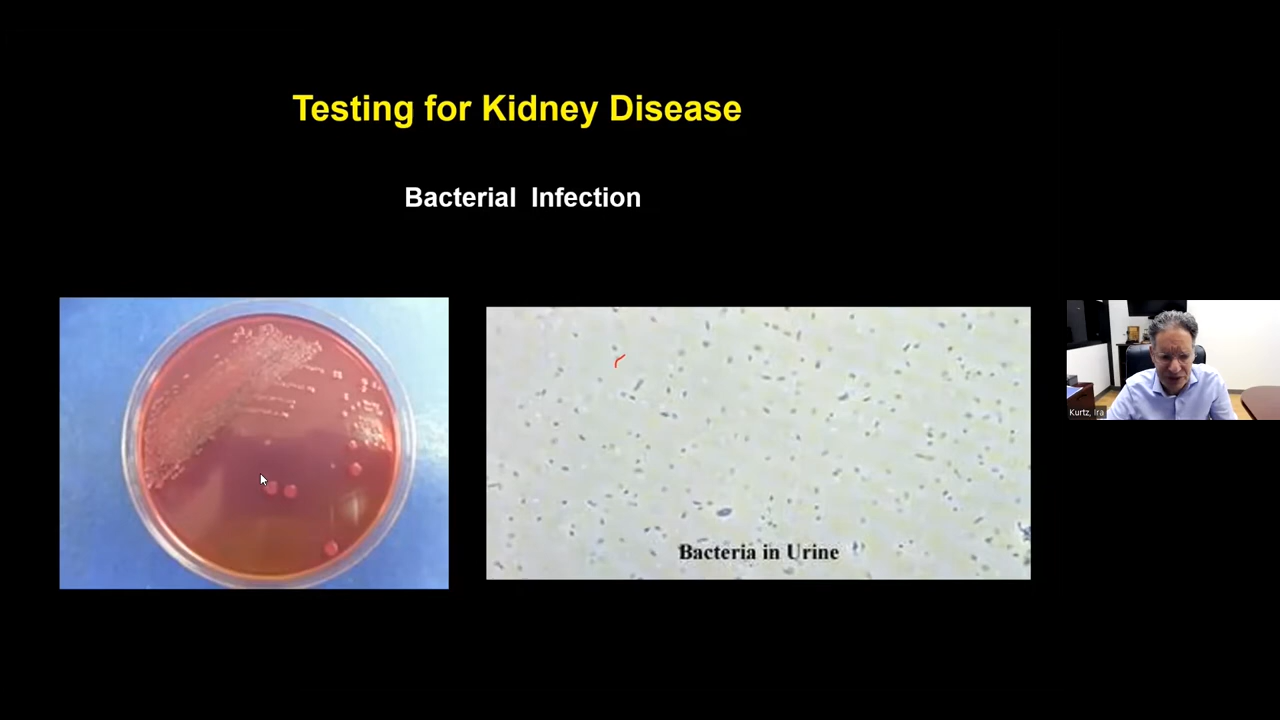 Testing for Kidney Disease
Bacterial Infection
Bacteria in Urine
Kurtz, Ira